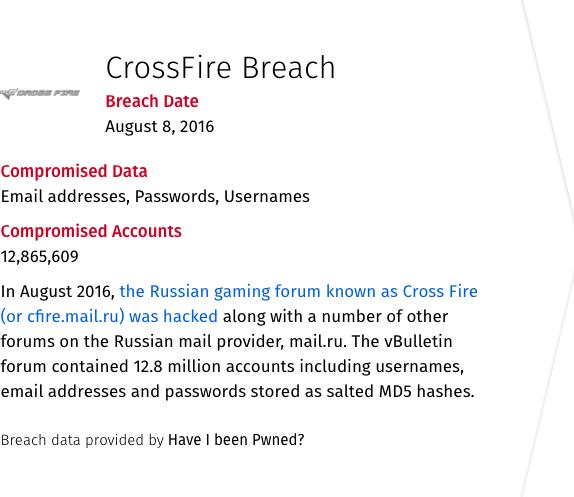 CrossFire Breach
CROSS FIRE
Breach Date
August 8, 2016
Compromised Data
Email addresses, Passwords, Usernames
Compromised Accounts
12,865,609
In August 2016, the Russian gaming forum known as Cross Fire
(or cfire.mail.ru) was hacked along with a number of other
forums on the Russian mail provider, mail.ru. The vBulletin
forum contained 12.8 million accounts including usernames,
email addresses and passwords stored as salted MD5 hashes.
Breach data provided by Have I been Pwned?